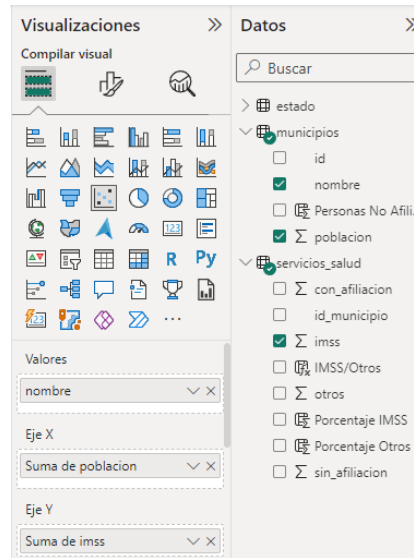 Visualizaciones
Compilar visual
123
R
Py
123
Valores
nombre
Eje X
Suma de poblacion
Eje Y
Suma de imss
Datos
Buscar
estado
municipios
id
nombre
Personas No Afili...
poblacion
servicios_salud
con_afiliacion
id_municipio
imss
IMSS/Otros
otros
Porcentaje IMSS
Porcentaje Otros
sin_afiliacion